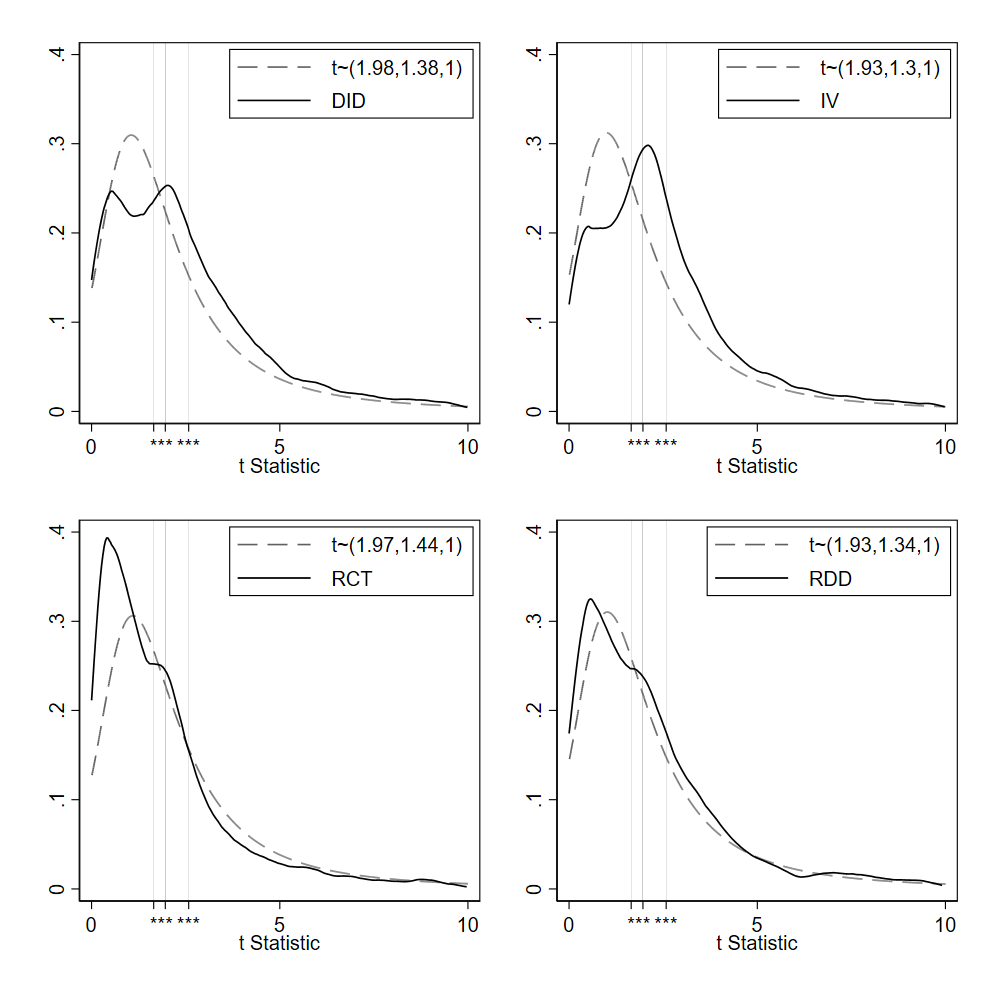 t~(1.98,1.38,1)
DID
.4
.3
.2
.1
0
0 *** *** 5 10
t Statistic
t~(1.93,1.3,1)
IV
.4
.3
.2
.1
0
0 *** *** 5 10
t Statistic
t~(1.97,1.44,1)
RCT
.4
.3
.2
.1
0
0 *** *** 5 10
t Statistic
t~(1.93,1.34,1)
RDD
.4
.3
.2
.1
0
0 *** *** 5 10
t Statistic